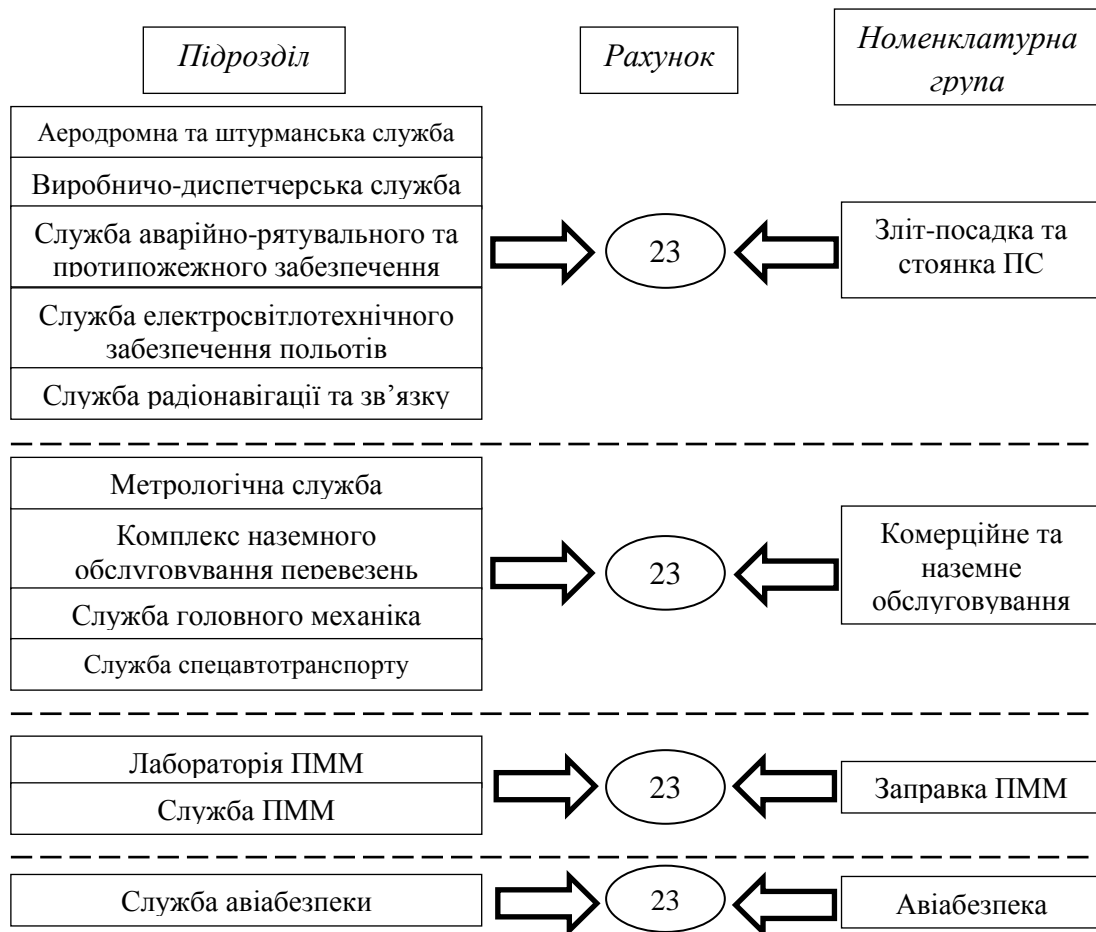 Підрозділ
Рахунок
Номенклатурна
група
Аеродромна та штурманська служба
Виробничо-диспетчерська служба
Служба аварійно-рятувального та
протипожежного забезпечення
Служба електросвітлотехнічного
забезпечення польотів
Служба радіонавігації та зв’язку
23
Зліт-посадка та
стоянка ПС
Метрологічна служба
Комплекс наземного
обслуговування перевезень
Служба головного механіка
Служба спецавтотранспорту
23
Комерційне та
наземне
обслуговування
Лабораторія ПММ
Служба ПММ
23
Заправка ПММ
Служба авіабезпеки
23
Авіабезпека